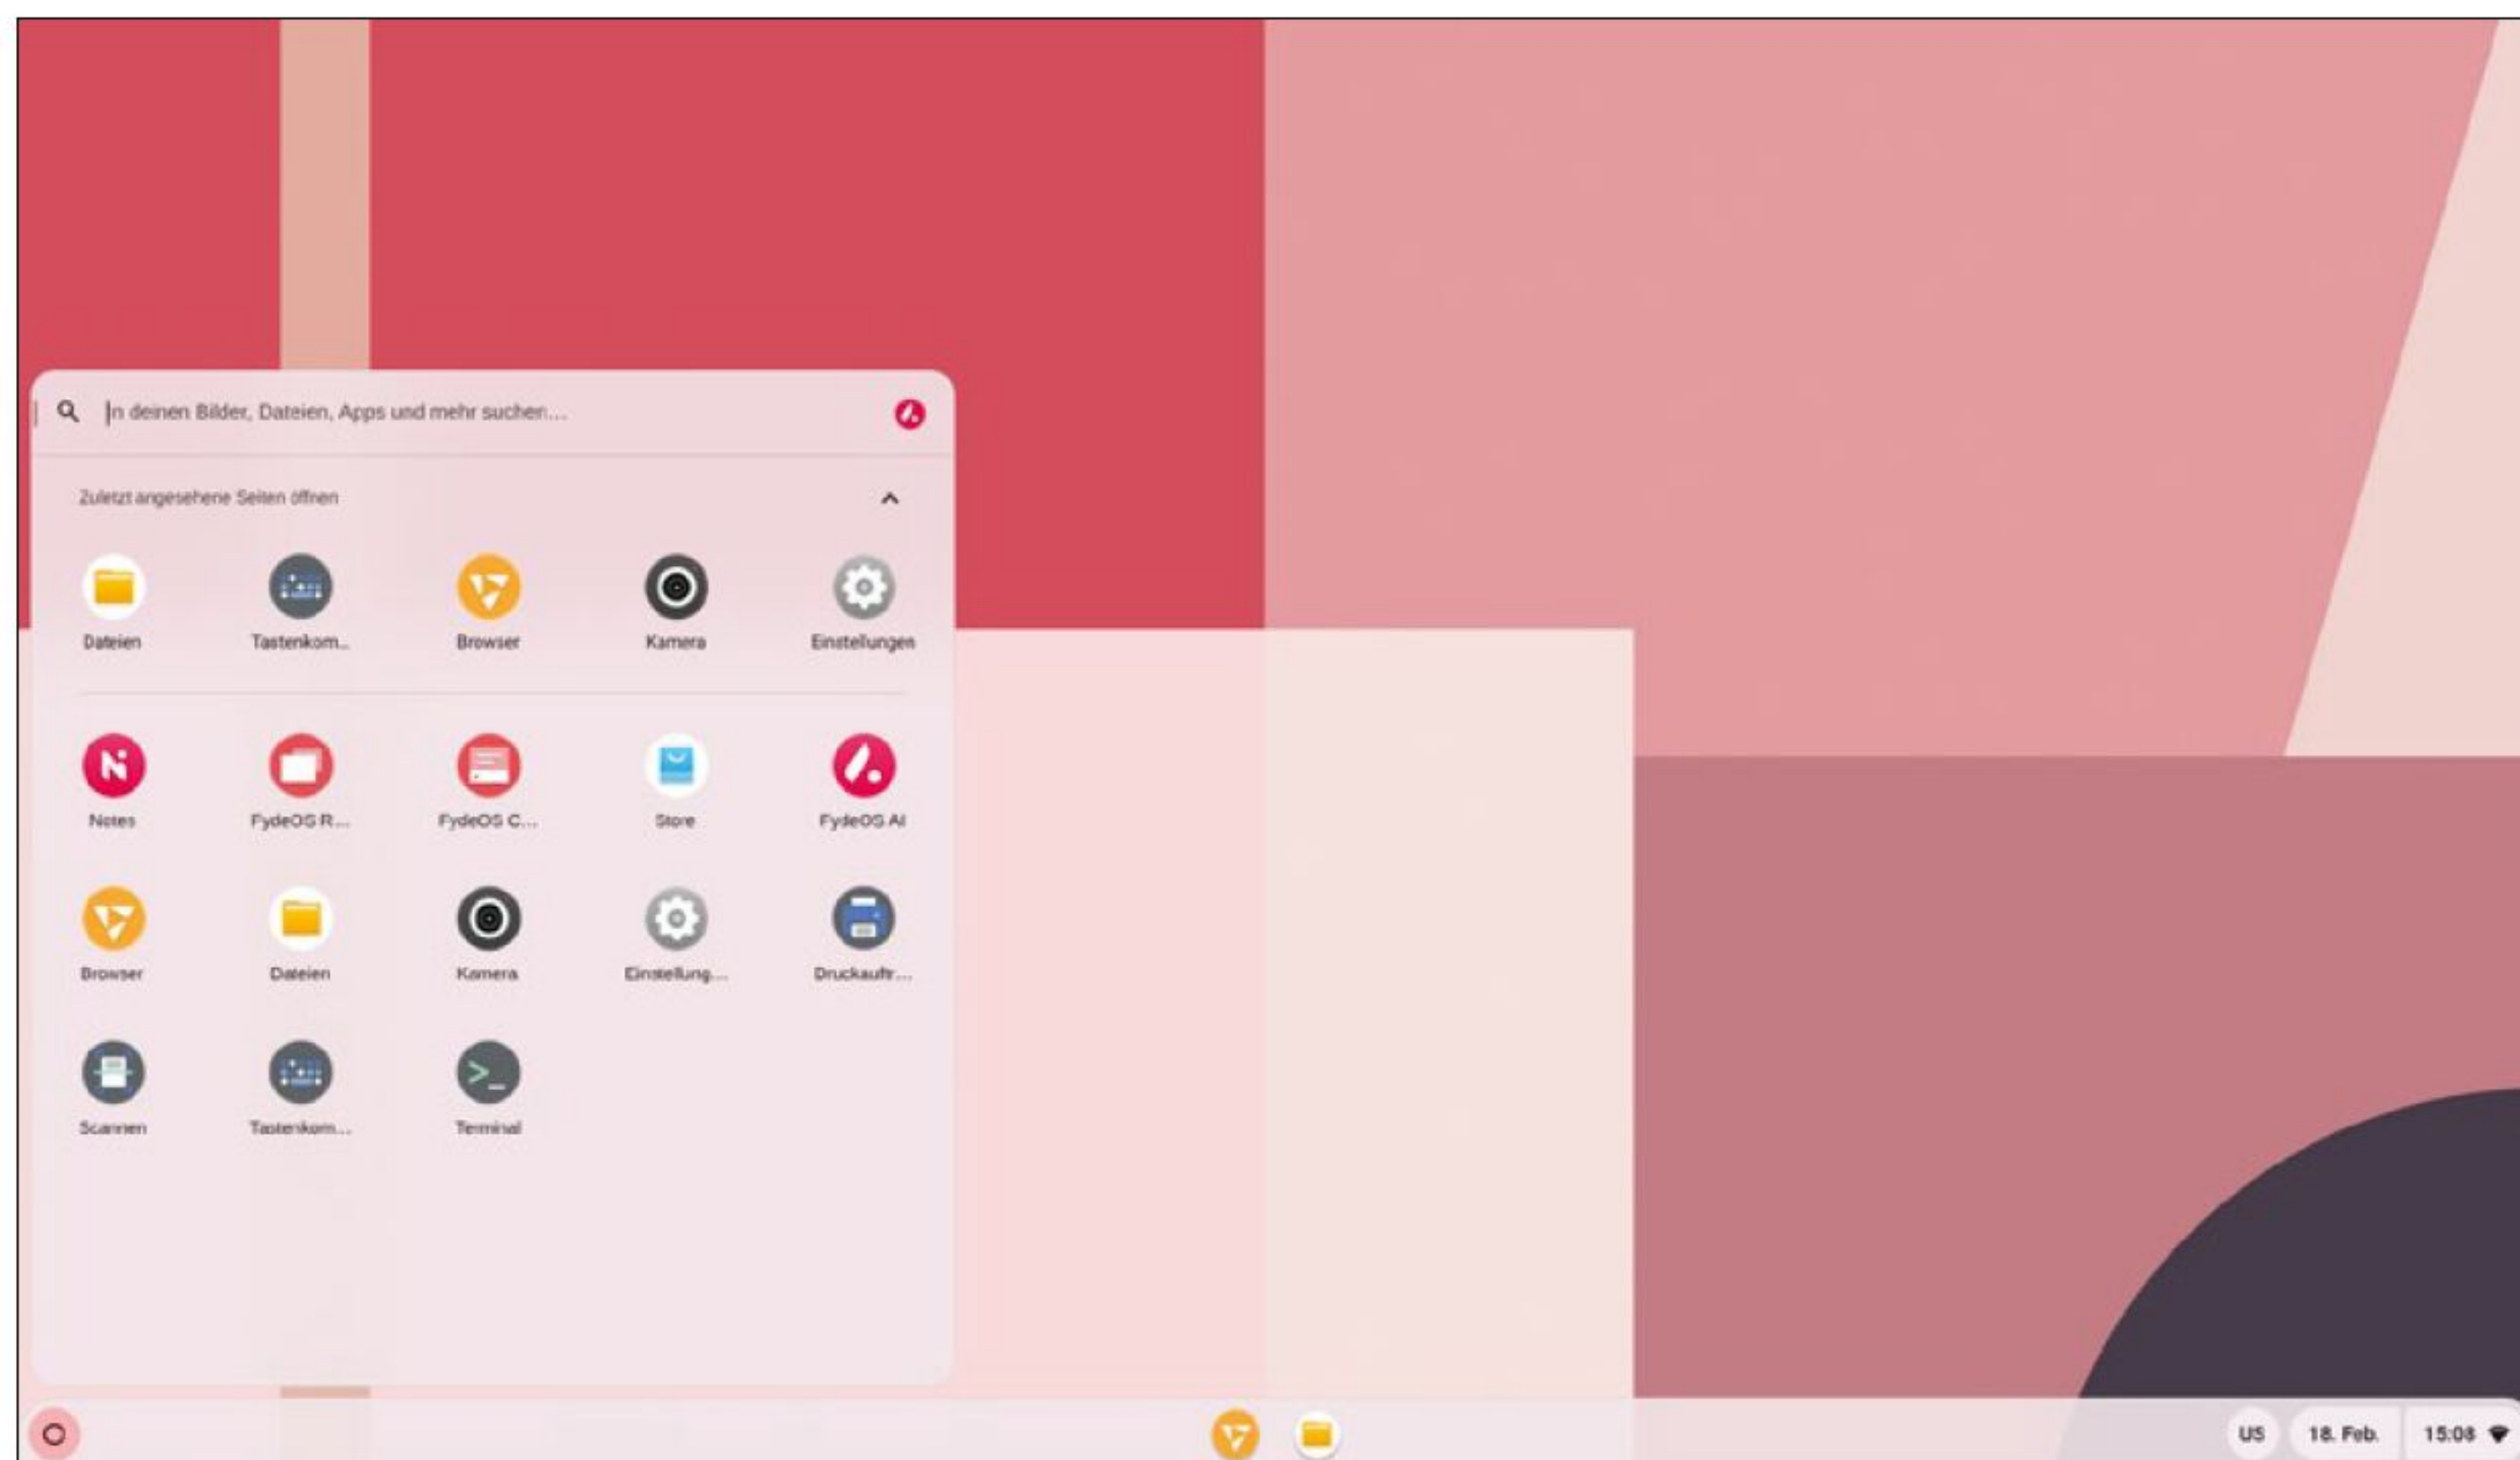 In deinen Bilder, Dateien, Apps und mehr suchen...
Zuletzt angesehene Seiten öffnen
Dateien Tastenkom... Browser Kamera Einstellungen
Notes FydeOS R... FydeOS C... Store FydeOS AI
Browser Dateien Kamera Einstellung... Druckauftr...
Scannen Tastenkom... Terminal
US 18. Feb. 15:08